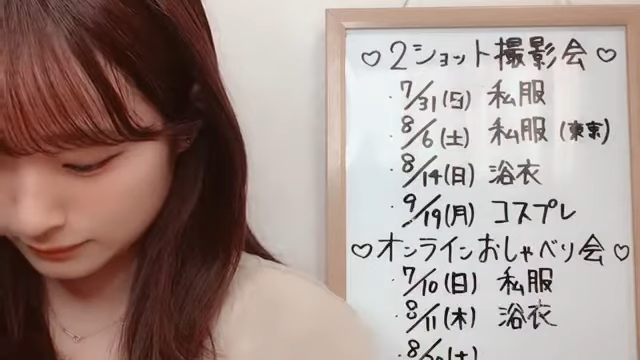 ♡2ショット撮影会♡
・7/31(日) 私服
・8/6(土) 私服(東京)
・8/14(日) 浴衣
・9/19(月) コスプレ
♡オンラインおしゃべり会♡
・7/10(日) 私服
・8/11(木) 浴衣